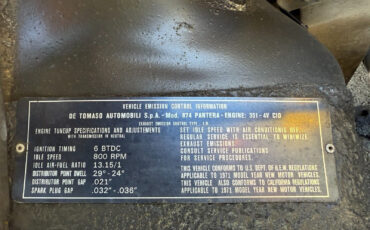 VEHICLE EMISSION CONTROL INFORMATION
DE TOMASO AUTOMOBILI S.p.A.-Mod. 874 PANTERA-ENGINE: 351-4V CID
EXHAUST EMISSION CONTROL TYPE
ENGINE TUNEUP SPECIFICATIONS AND ADJUSTEMENTS
WITH TRANSMISSION IN NEUTRAL
IGNITION TIMING 6 BTDC
IDLE SPEED 800 RPM
IDLE AIR-FUEL RATIO 13.15/1
DISTRIBUTOR POINT DWELL 29°-24°
DISTRIBUTOR POINT GAP .021"
SPARK PLUG GAP .032"-.036"
SET IDLE SPEED WITH AIR CONDITIONER
REGULAR SERVICE IS ESSENTIAL TO MINIMIZE
EXHAUST EMISSIONS
CONSULT SERVICE PUBLICATIONS
FOR SERVICE PROCEDURES.
THIS VEHICLE CONFORMS TO U.S DEPT OF H.E.W. REGULATIONS
APPLICABLE TO 1971 MODEL YEAR NEW MOTOR VEHICLES.
THIS VEHICLE ALSO CONFORMS TO CALIFORNIA REGULATIONS
APPLICABLE TO 1971 MODEL YEAR NEW MOTOR VEHICLES.